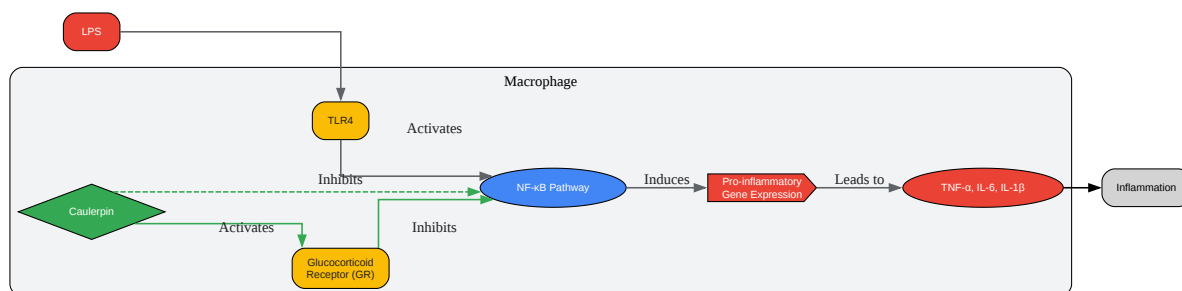 LPS
Macrophage
TLR4
Activates
Inhibits
NF-κB Pathway
Induces
Pro-inflammatory
Gene Expression
Leads to
TNF-α, IL-6, IL-1β
Inflammation
Caulerpin
Activates
Inhibits
Glucocorticoid
Receptor (GR)